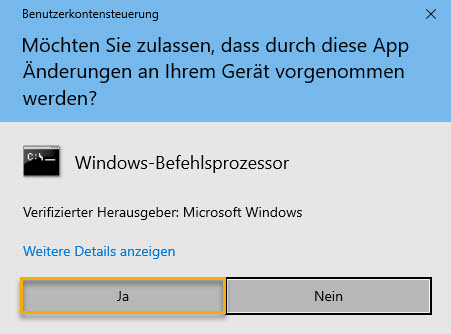 Benutzerkontensteuerung
Möchten Sie zulassen, dass durch diese App
Änderungen an Ihrem Gerät vorgenommen
werden?
C:\_
Windows-Befehlsprozessor
Verifizierter Herausgeber: Microsoft Windows
Weitere Details anzeigen
Ja
Nein